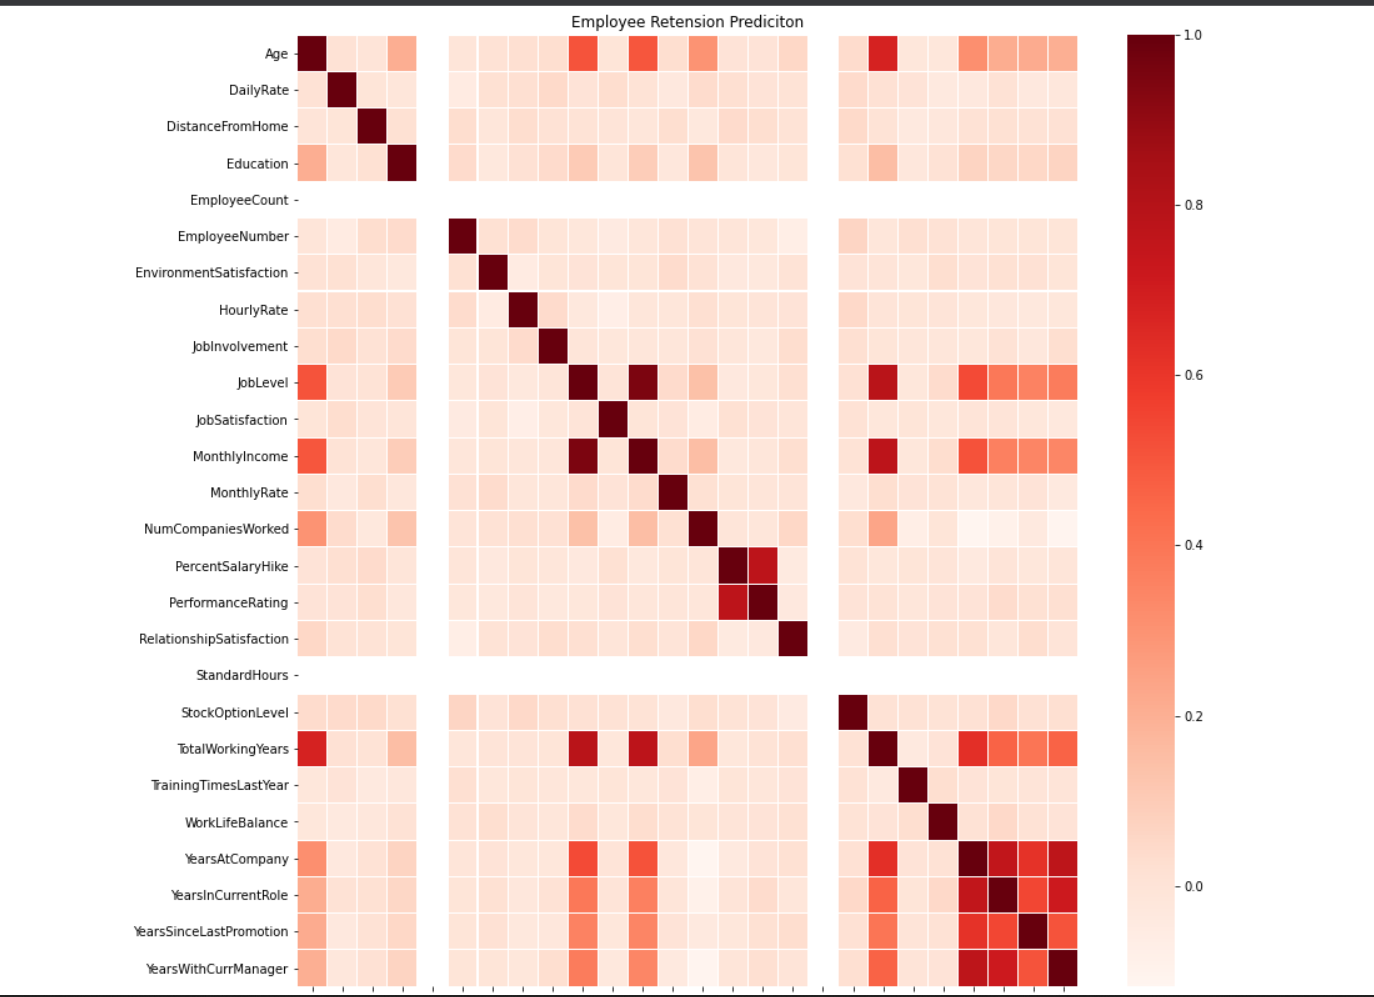 Employee Retension Prediciton
Age
DailyRate
DistanceFromHome
Education
EmployeeCount
EmployeeNumber
EnvironmentSatisfaction
HourlyRate
JobInvolvement
JobLevel
JobSatisfaction
MonthlyIncome
MonthlyRate
NumCompaniesWorked
PercentSalaryHike
PerformanceRating
RelationshipSatisfaction
StandardHours
StockOptionLevel
TotalWorkingYears
TrainingTimesLastYear
WorkLifeBalance
YearsAtCompany
YearsInCurrentRole
YearsSinceLastPromotion
YearsWithCurrManager
1.0
0.8
0.6
0.4
0.2
0.0